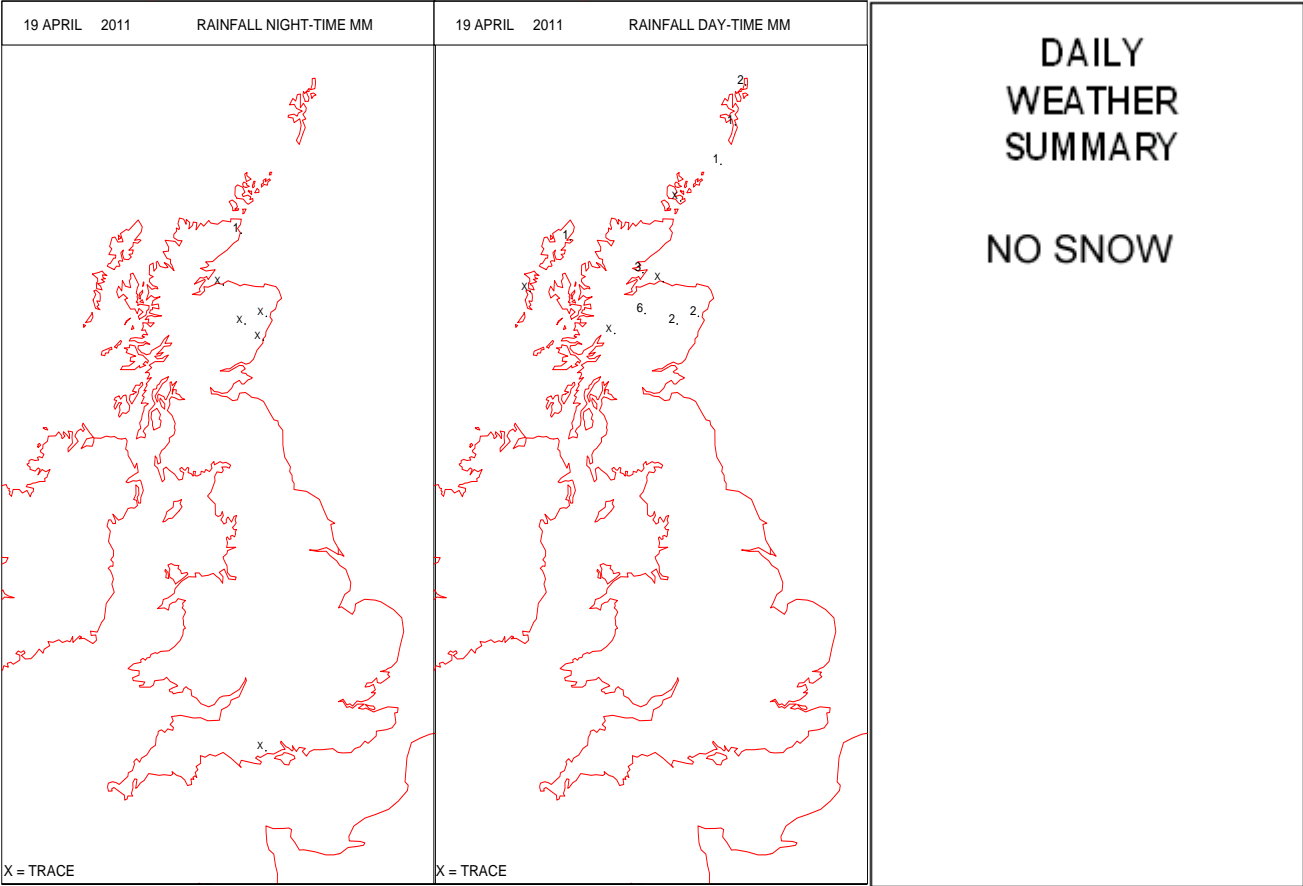 19 APRIL 2011 RAINFALL NIGHT-TIME MM
1.
X.
X.
X.
X.
X.
X = TRACE
19 APRIL 2011 RAINFALL DAY-TIME MM
2.
1.
1.
X.
1.
3.
X.
X.
6.
2.
2.
X.
X = TRACE
DAILY
WEATHER
SUMMARY
NO SNOW